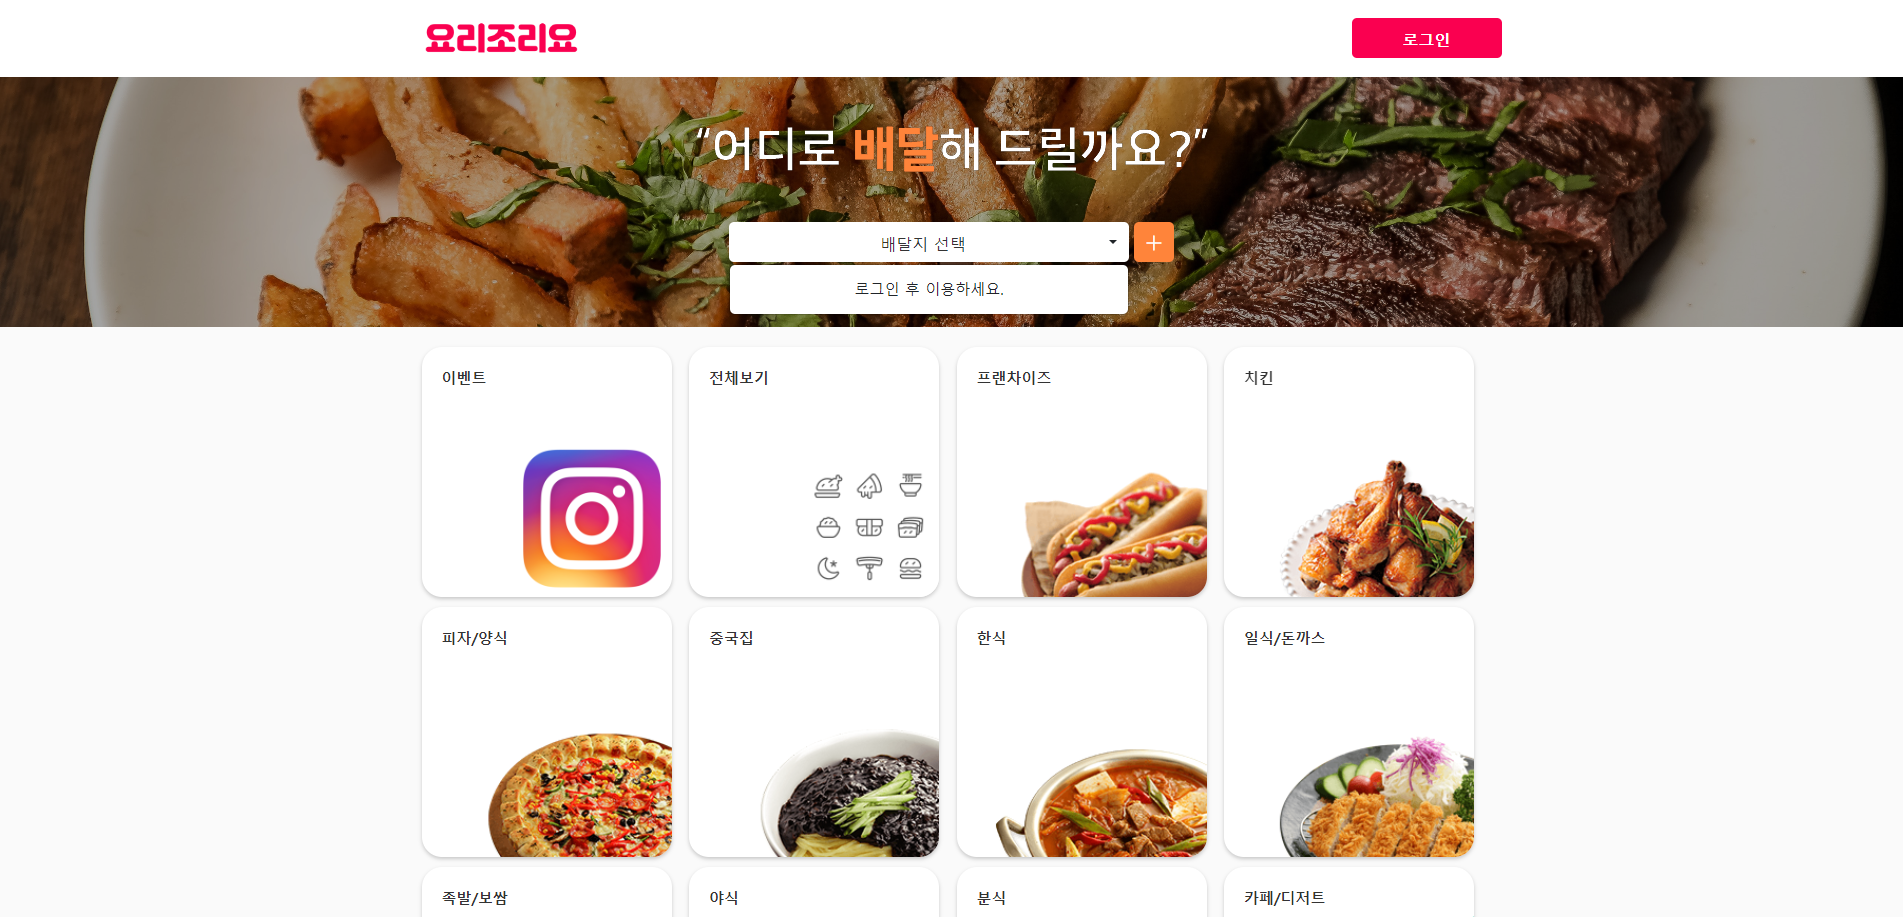 요리조리요
로그인
“어디로 배달해 드릴까요?”
배달지 선택
로그인 후 이용하세요.
이벤트
전체보기
프랜차이즈
치킨
피자/양식
중국집
한식
일식/돈까스
족발/보쌈
야식
분식
카페/디저트